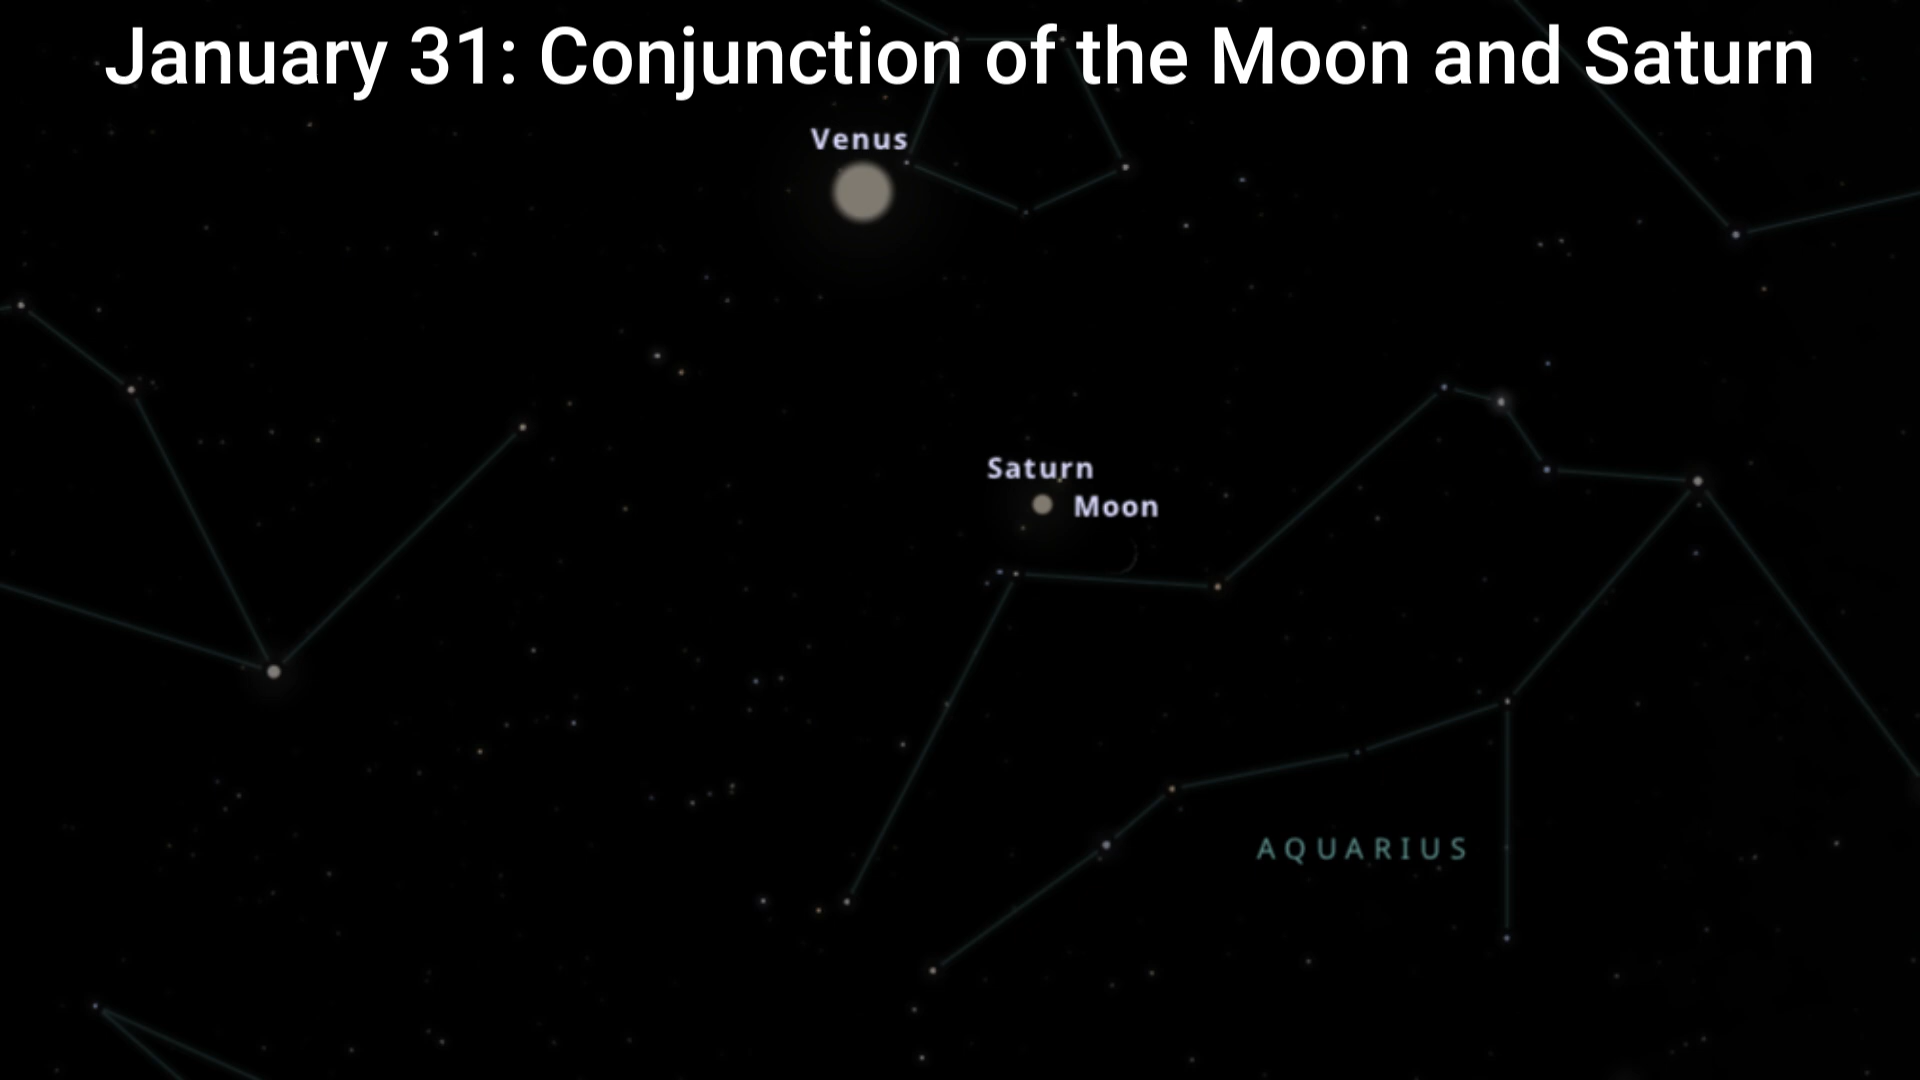 January 31: Conjunction of the Moon and Saturn
Venus
Saturn
Moon
AQUARIUS